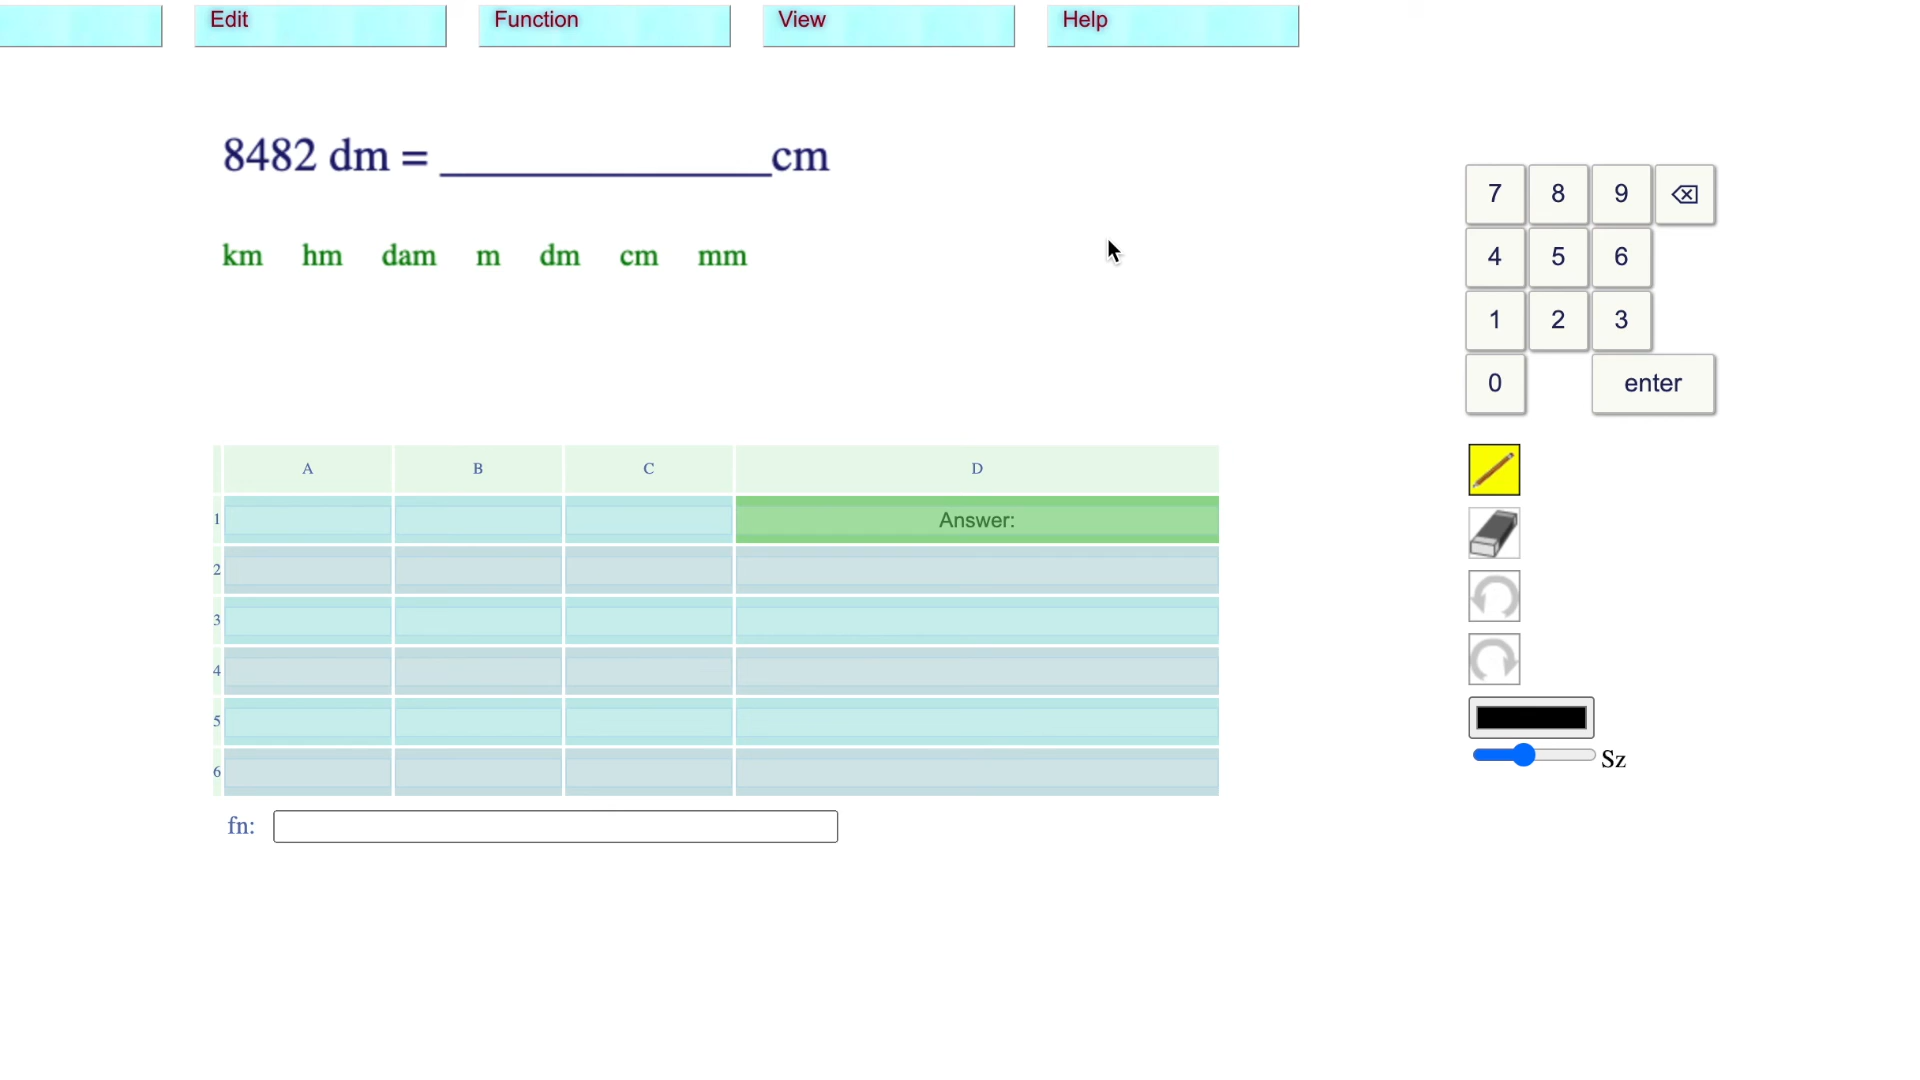 Edit Function View Help
8482 dm = _______________cm
km hm dam m dm cm mm
7 8 9
4 5 6
1 2 3
0 enter
A B C D
1 Answer:
2
3
4
5
6
Sz
fn: